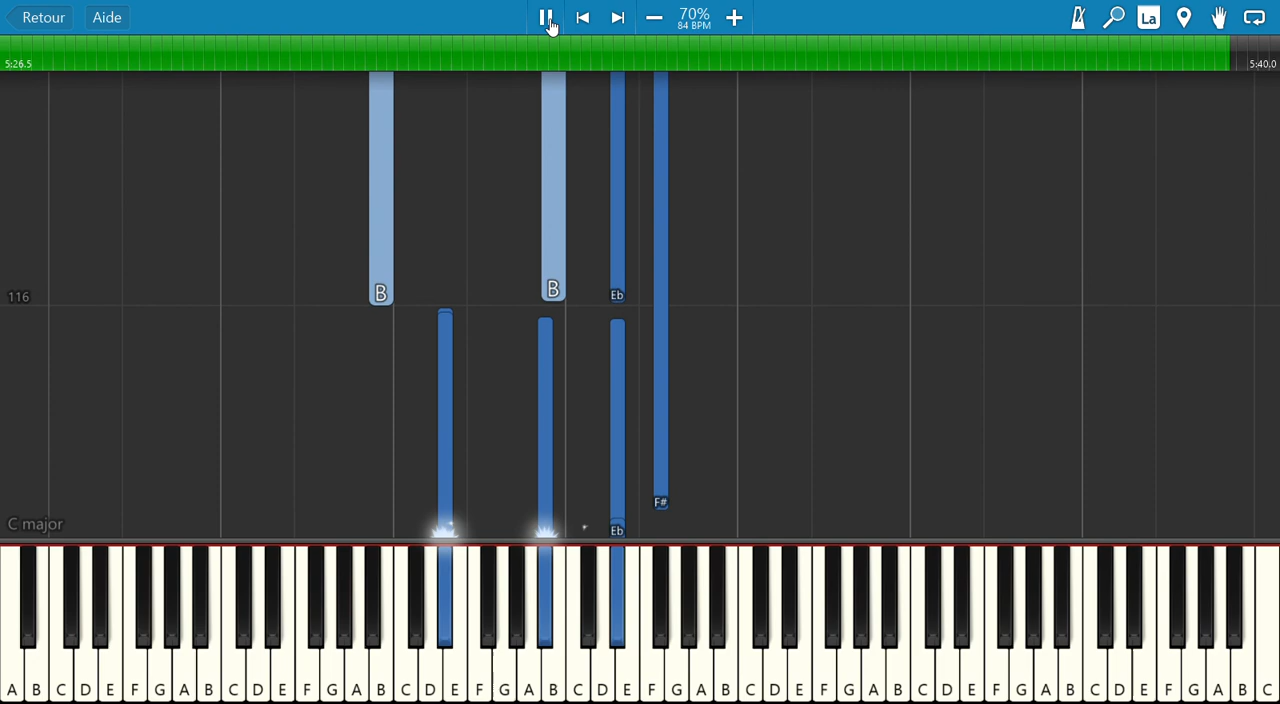 Retour Aide 70% La
84 BPM
5:26.5 5:40,0
B B Eb
116
Eb F#
C major
A B C D E F G A B C D E F G A B C D E F G A B C D E F G A B C D E F G A B C D E F G A B C D E F G A B C